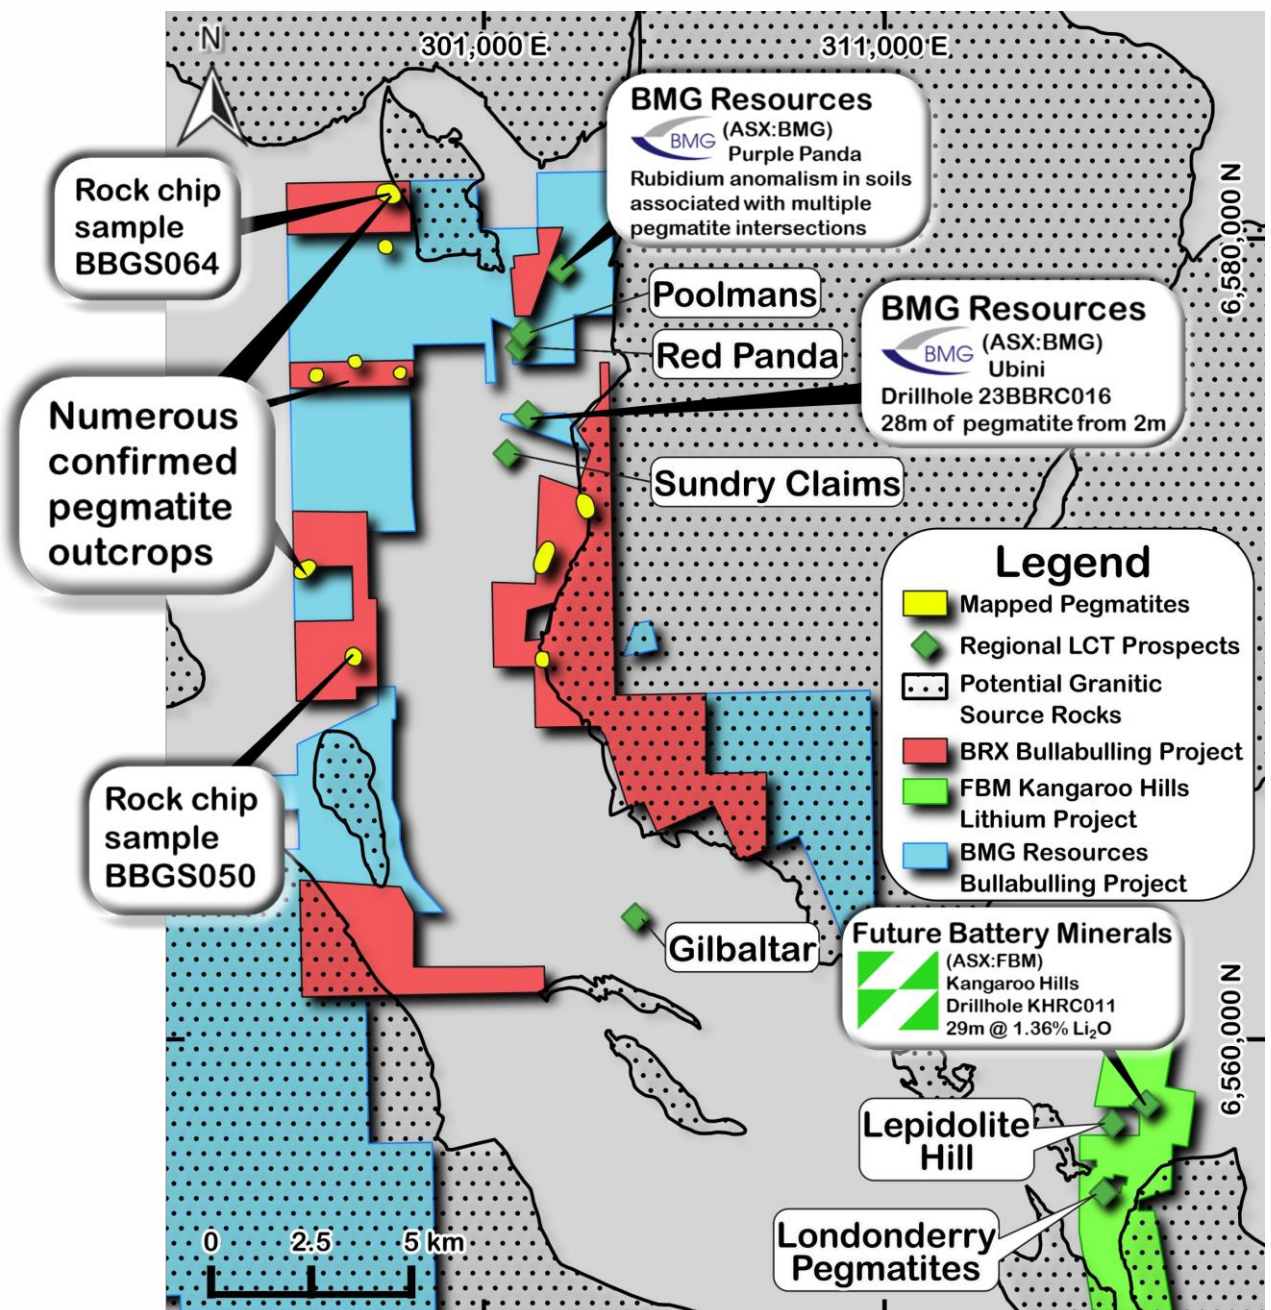 N
301,000 E
311,000 E
BMG Resources
BMG
(ASX:BMG)
Purple Panda
Rubidium anomalism in soils
associated with multiple
pegmatite intersections
Rock chip
sample
BBGS064
6,580,000 N
Poolmans
Red Panda
BMG Resources
BMG
(ASX:BMG)
Ubini
Drillhole 23BBRC016
28m of pegmatite from 2m
Numerous
confirmed
pegmatite
outcrops
Sundry Claims
Legend
Mapped Pegmatites
Regional LCT Prospects
Potential Granitic
Source Rocks
BRX Bullabulling Project
FBM Kangaroo Hills
Lithium Project
BMG Resources
Bullabulling Project
Rock chip
sample
BBGS050
Gilbaltar
Future Battery Minerals
(ASX:FBM)
Kangaroo Hills
Drillhole KHRC011
29m @ 1.36% Li₂O
6,560,000 N
Lepidolite
Hill
Londonderry
Pegmatites
0 2.5 5 km